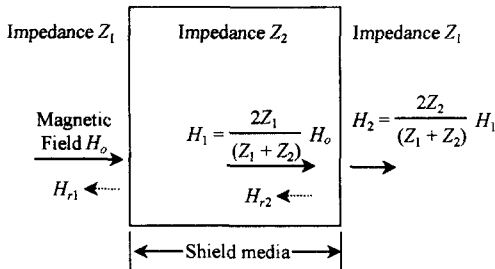 Impedance Z₁ Impedance Z₂ Impedance Z₁
Magnetic
Field Hₒ
H₁ = 2Z₁ / (Z₁ + Z₂) Hₒ
H₂ = 2Z₂ / (Z₁ + Z₂) H₁
Hᵣ₁
Hᵣ₂
Shield media